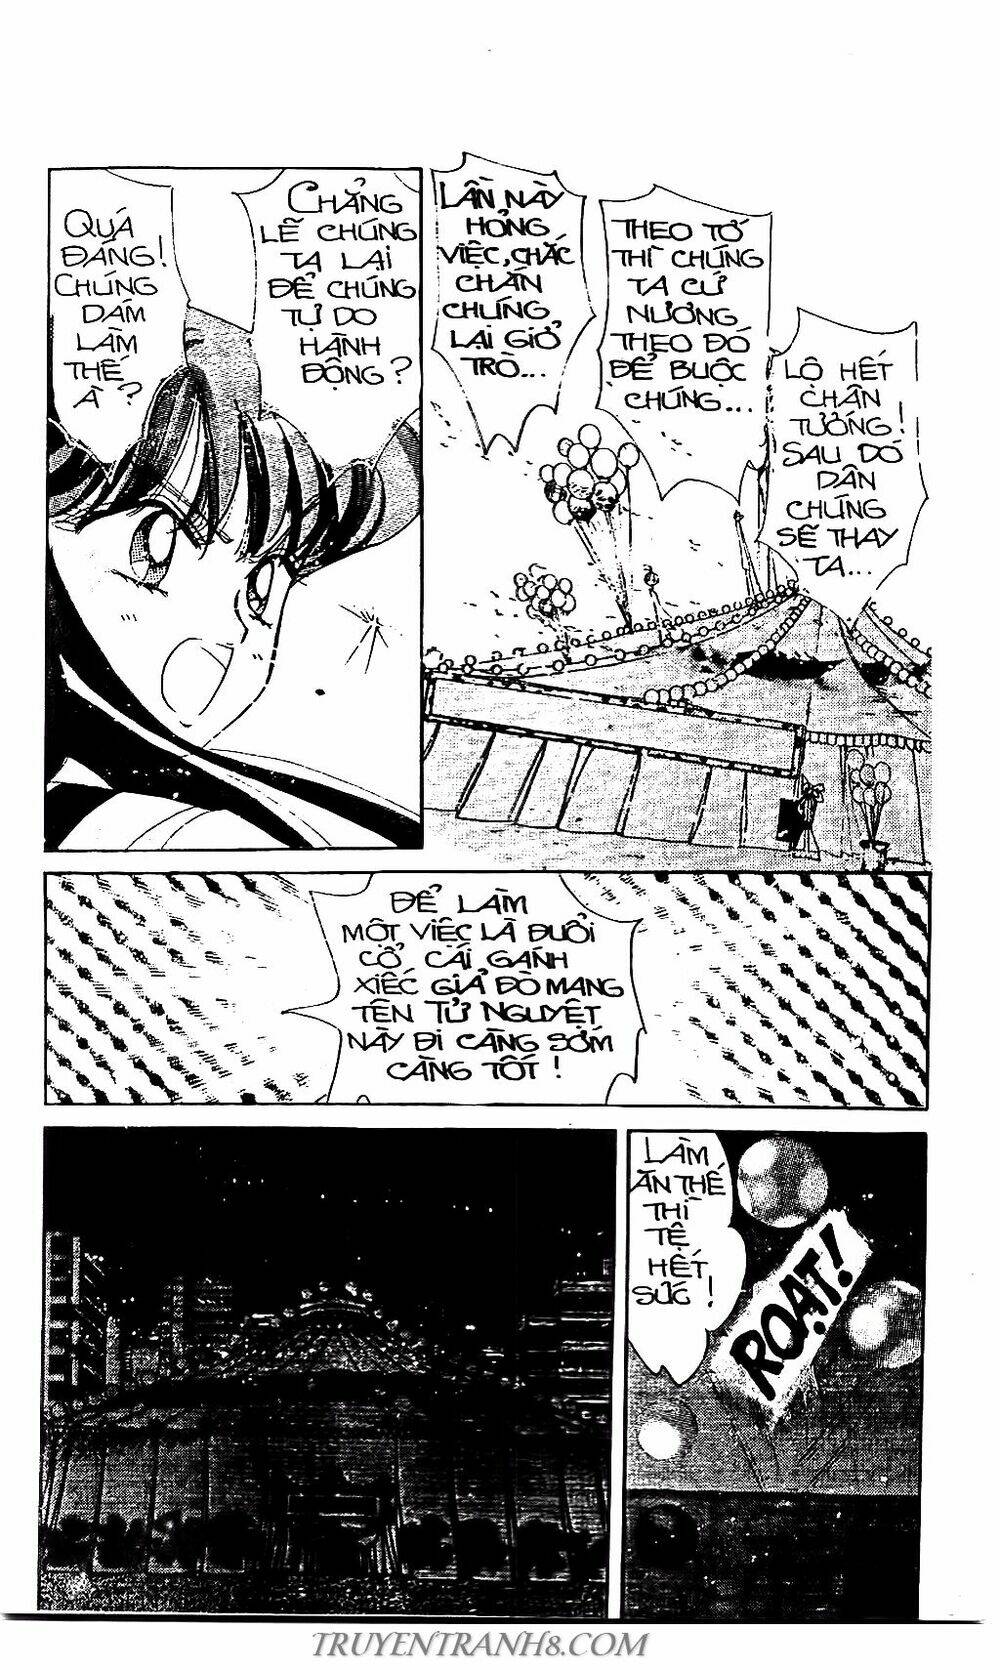 QUÁ
ĐÁNG!
CHÚNG
DÁM
LÀM
THẾ
À?
CHẲNG
LẼ CHÚNG
TA LẠI
ĐỂ CHÚNG
TỰ DO
HÀNH
ĐỘNG?
LẦN NÀY
HỎNG
VIỆC, CHẮC
CHẮN
CHÚNG
LẠI GIỞ
TRÒ...
THEO TỚ
THÌ CHÚNG
TA CỨ
NƯƠNG
THEO ĐÓ
ĐỂ BUỘC
CHÚNG...
LỘ HẾT
CHÂN
TƯỚNG!
SAU ĐÓ
DÂN
CHÚNG
SẼ THAY
TA...
ĐỂ LÀM
MỘT VIỆC LÀ ĐUỔI
CỔ CÁI GÁNH
XIẾC GIẢ ĐÒ MANG
TÊN TỬ NGUYỆT
NÀY ĐI CÀNG SỚM
CÀNG TỐT!
LÀM
ĂN THẾ
THÌ
TỆ
HẾT
SỨC!
ROẠT!
TRUYENTRANH8.COM